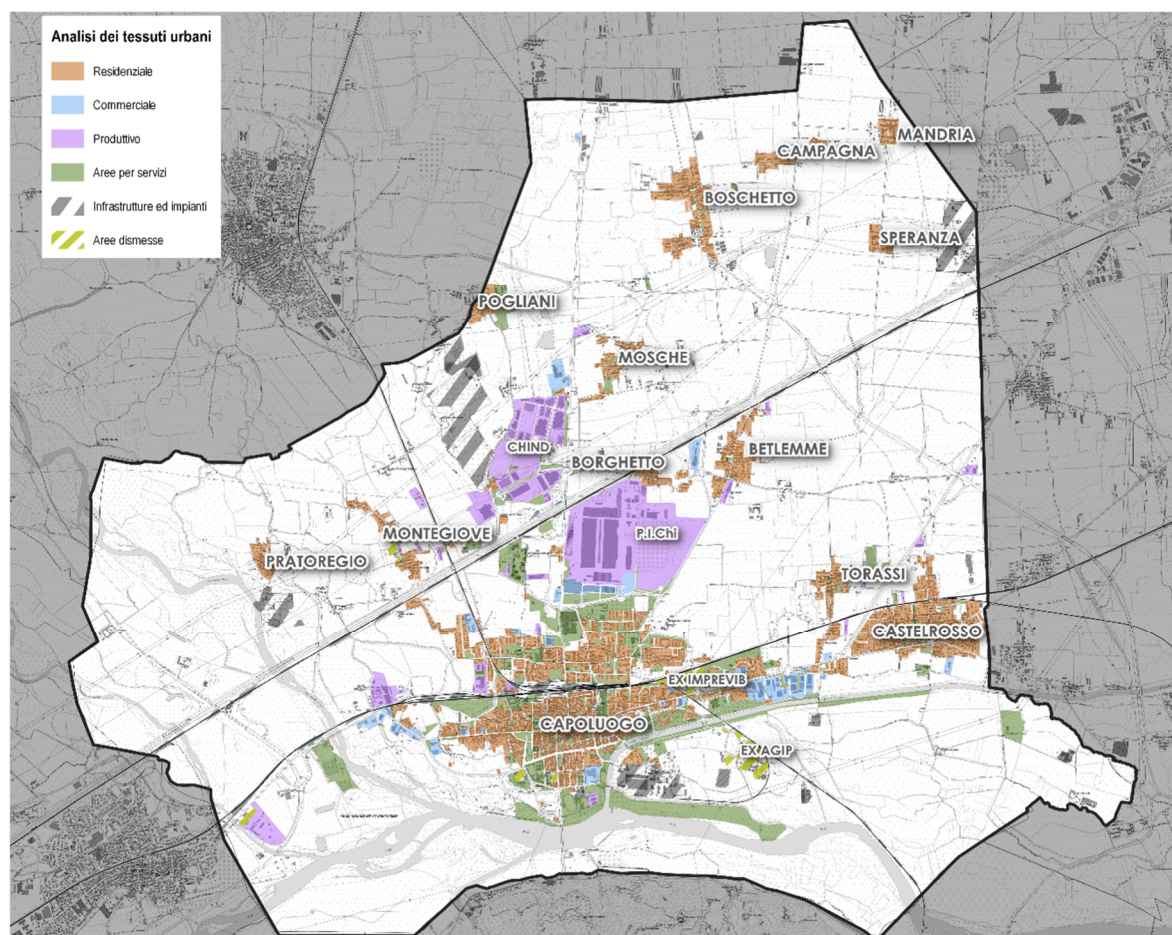 Analisi dei tessuti urbani
Residenziale
Commerciale
Produttivo
Aree per servizi
Infrastrutture ed impianti
Aree dismesse
MANDRIA
CAMPAGNA
BOSCHETTO
SPERANZA
POGLIANI
MOSCHE
CHIND
BORGHETTO
BETLEMME
P.I.Chi
MONTEGIOVE
PRATOREGIO
TORASSI
CASTELROSSO
EX IMPREVIB
CAPOLUOGO
EX AGIP